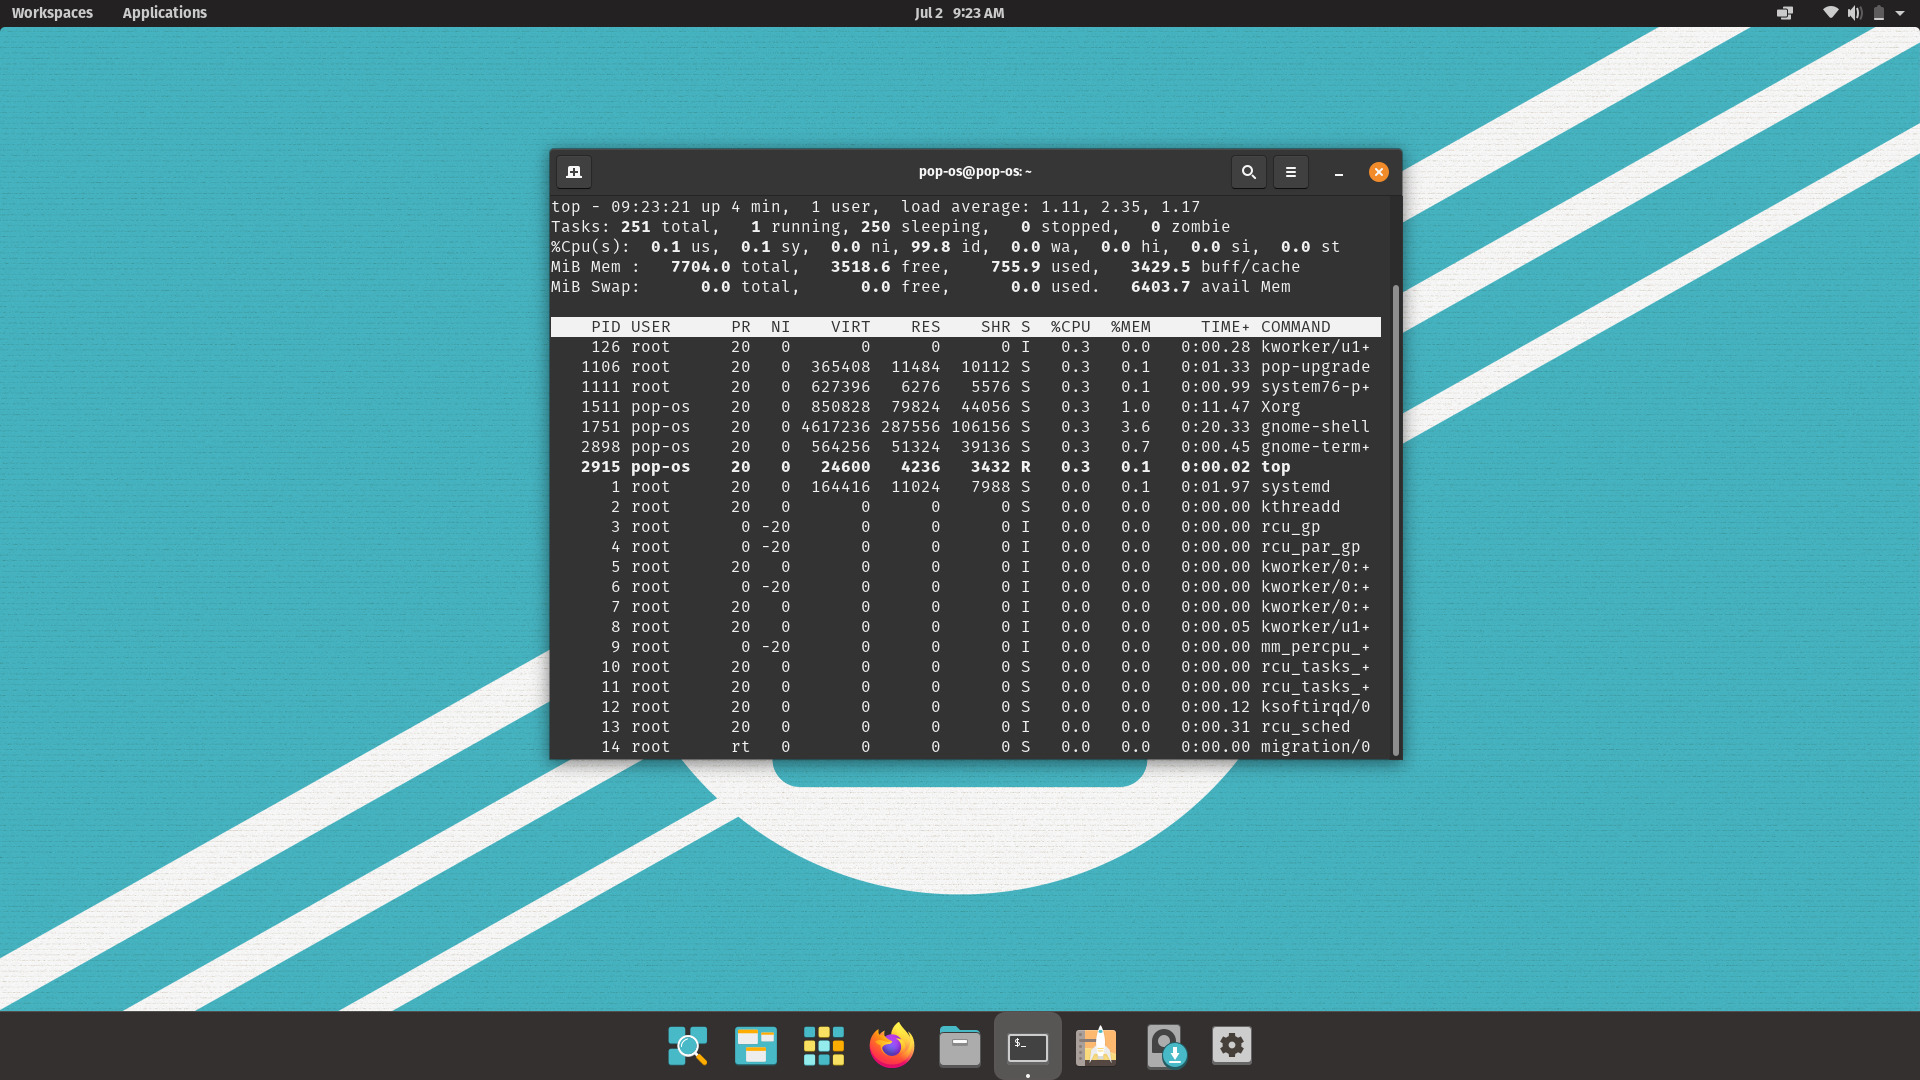 Workspaces Applications Jul 2 9:23 AM
pop-os@pop-os: ~
top - 09:23:21 up 4 min,  1 user,  load average: 1.11, 2.35, 1.17
Tasks: 251 total,   1 running, 250 sleeping,   0 stopped,   0 zombie
%Cpu(s):  0.1 us,  0.1 sy,  0.0 ni, 99.8 id,  0.0 wa,  0.0 hi,  0.0 si,  0.0 st
MiB Mem :   7704.0 total,   3518.6 free,    755.9 used,   3429.5 buff/cache
MiB Swap:      0.0 total,      0.0 free,      0.0 used.   6403.7 avail Mem
PID USER      PR  NI    VIRT    RES    SHR S  %CPU  %MEM     TIME+ COMMAND
126 root      20   0       0      0      0 I   0.3   0.0   0:00.28 kworker/u1+
1106 root      20   0  365408  11484  10112 S   0.3   0.1   0:01.33 pop-upgrade
1111 root      20   0  627396   6276   5576 S   0.3   0.1   0:00.99 system76-p+
1511 pop-os    20   0  850828  79824  44056 S   0.3   1.0   0:11.47 Xorg
1751 pop-os    20   0 4617236 287556 106156 S   0.3   3.6   0:20.33 gnome-shell
2898 pop-os    20   0  564256  51324  39136 S   0.3   0.7   0:00.45 gnome-term+
2915 pop-os    20   0   24600   4236   3432 R   0.3   0.1   0:00.02 top
1 root      20   0  164416  11024   7988 S   0.0   0.1   0:01.97 systemd
2 root      20   0       0      0      0 S   0.0   0.0   0:00.00 kthreadd
3 root       0 -20       0      0      0 I   0.0   0.0   0:00.00 rcu_gp
4 root       0 -20       0      0      0 I   0.0   0.0   0:00.00 rcu_par_gp
5 root      20   0       0      0      0 I   0.0   0.0   0:00.00 kworker/0:+
6 root       0 -20       0      0      0 I   0.0   0.0   0:00.00 kworker/0:+
7 root      20   0       0      0      0 I   0.0   0.0   0:00.00 kworker/0:+
8 root      20   0       0      0      0 I   0.0   0.0   0:00.05 kworker/u1+
9 root       0 -20       0      0      0 I   0.0   0.0   0:00.00 mm_percpu_+
10 root      20   0       0      0      0 S   0.0   0.0   0:00.00 rcu_tasks_+
11 root      20   0       0      0      0 S   0.0   0.0   0:00.00 rcu_tasks_+
12 root      20   0       0      0      0 S   0.0   0.0   0:00.12 ksoftirqd/0
13 root      20   0       0      0      0 I   0.0   0.0   0:00.31 rcu_sched
14 root      rt   0       0      0      0 S   0.0   0.0   0:00.00 migration/0
$_